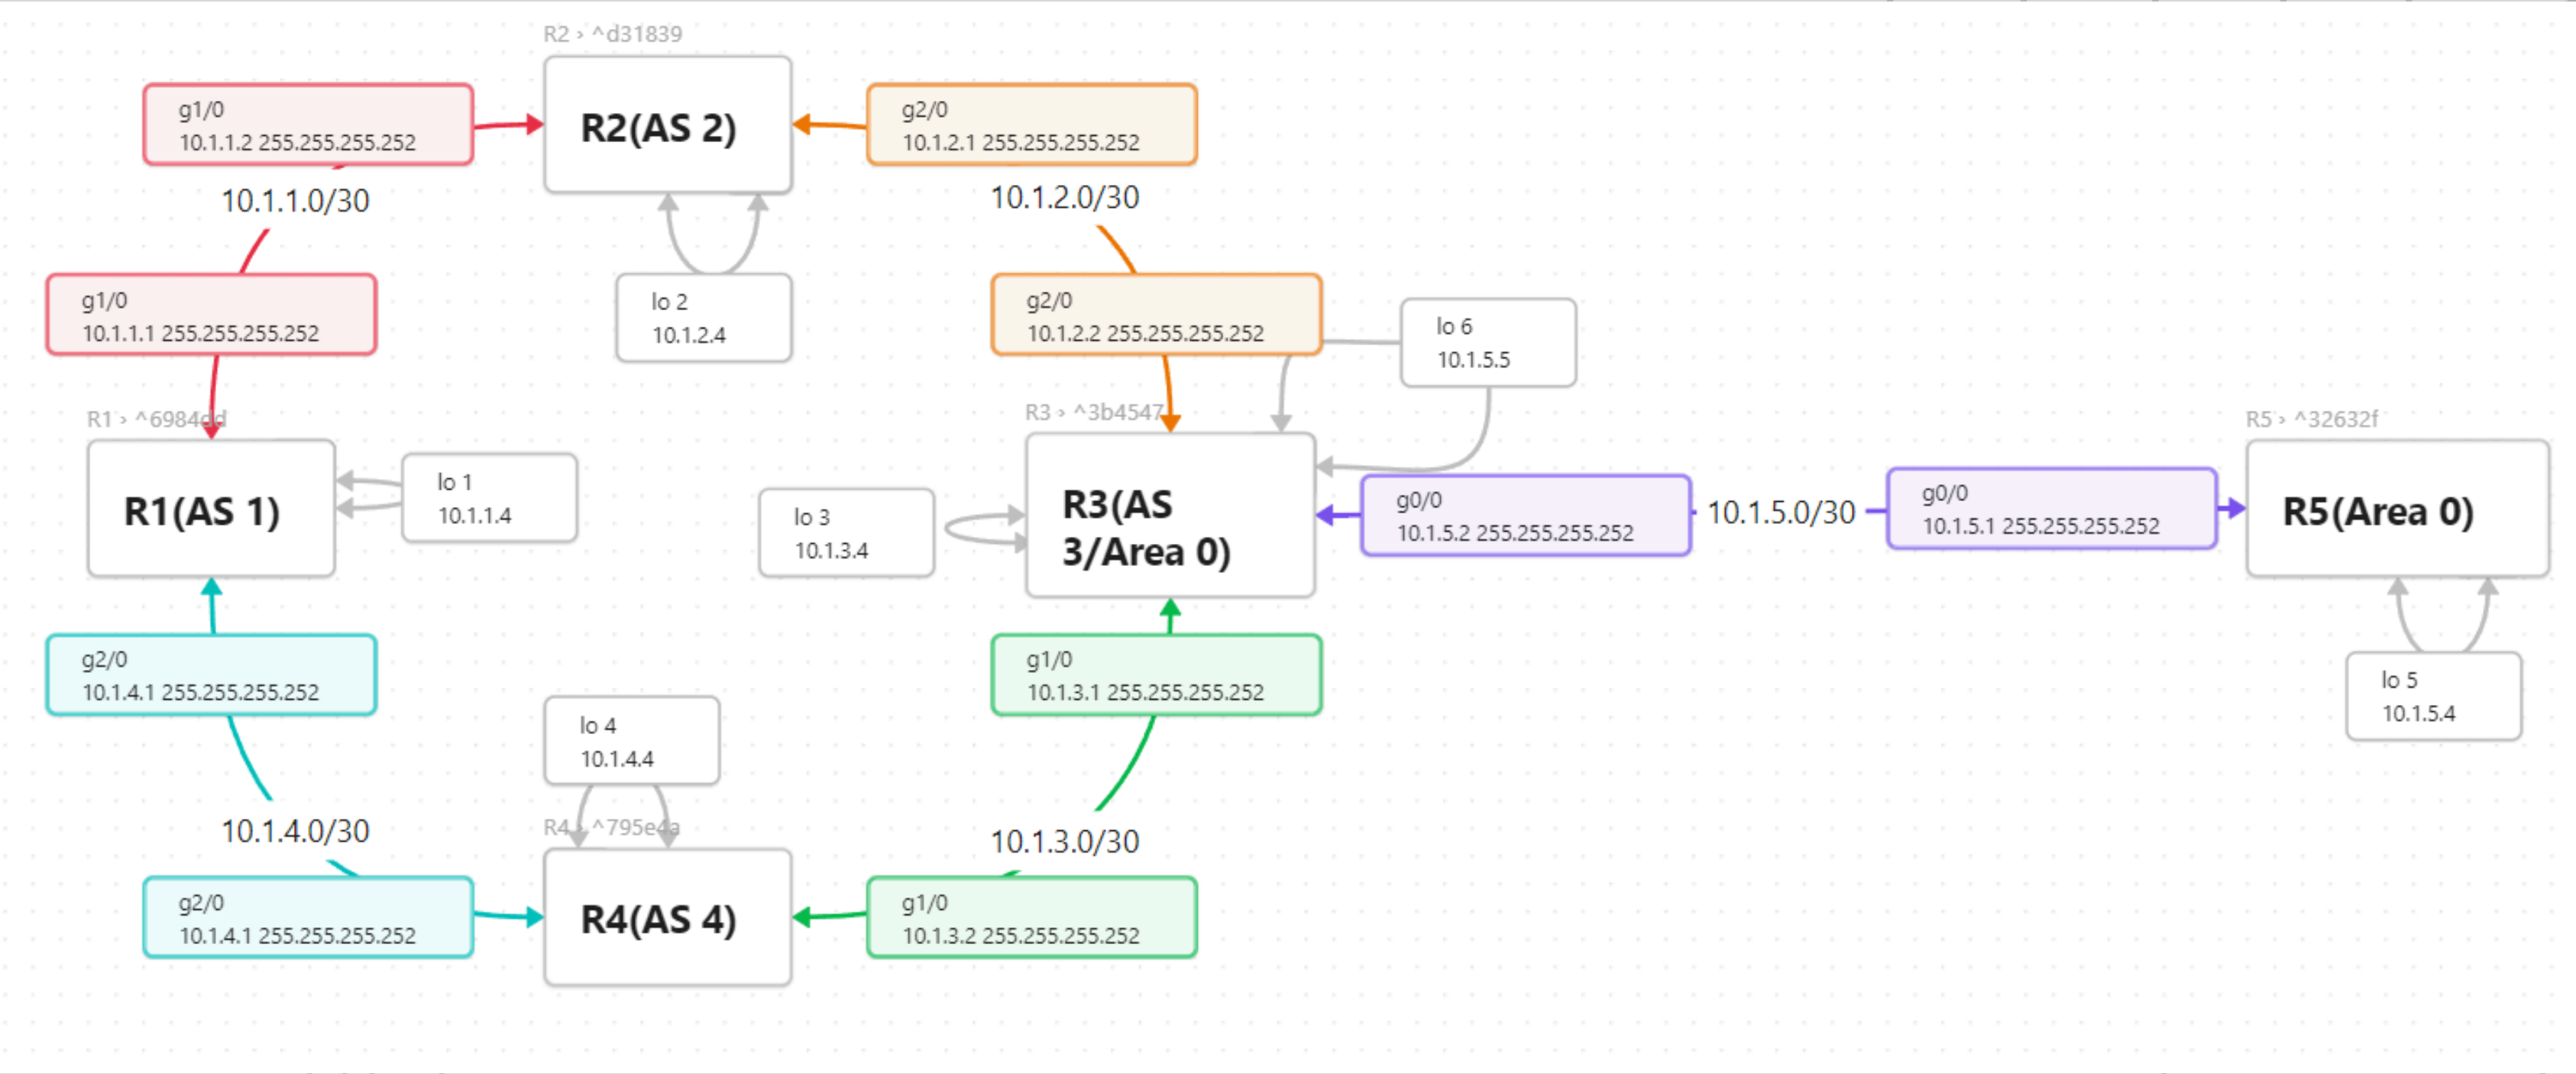 R2 › ^d31839
g1/0
10.1.1.2 255.255.255.252
R2(AS 2)
g2/0
10.1.2.1 255.255.255.252
10.1.1.0/30
10.1.2.0/30
g1/0
10.1.1.1 255.255.255.252
lo 2
10.1.2.4
g2/0
10.1.2.2 255.255.255.252
lo 6
10.1.5.5
R1 › ^6984dd
R3 › ^3b4547
R5 › ^32632f
R1(AS 1)
lo 1
10.1.1.4
lo 3
10.1.3.4
R3(AS
3/Area 0)
g0/0
10.1.5.2 255.255.255.252
10.1.5.0/30
g0/0
10.1.5.1 255.255.255.252
R5(Area 0)
g2/0
10.1.4.1 255.255.255.252
g1/0
10.1.3.1 255.255.255.252
lo 5
10.1.5.4
lo 4
10.1.4.4
10.1.4.0/30
R4 › ^795e4a
10.1.3.0/30
g2/0
10.1.4.1 255.255.255.252
R4(AS 4)
g1/0
10.1.3.2 255.255.255.252